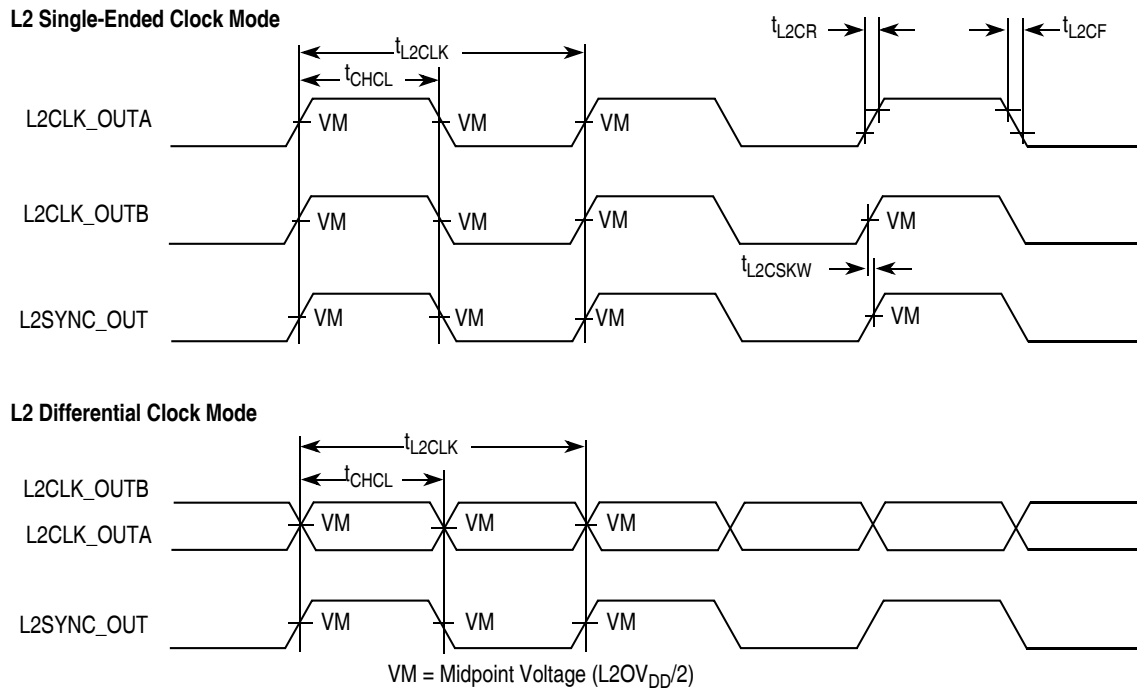 L2 Single-Ended Clock Mode
tL2CLK
tL2CR
tL2CF
tCHCL
L2CLK_OUTA
VM
VM
VM
L2CLK_OUTB
VM
VM
VM
VM
tL2CSKW
L2SYNC_OUT
VM
VM
VM
VM
L2 Differential Clock Mode
tL2CLK
tCHCL
L2CLK_OUTB
L2CLK_OUTA
VM
VM
VM
L2SYNC_OUT
VM
VM
VM
VM = Midpoint Voltage (L2OVDD/2)